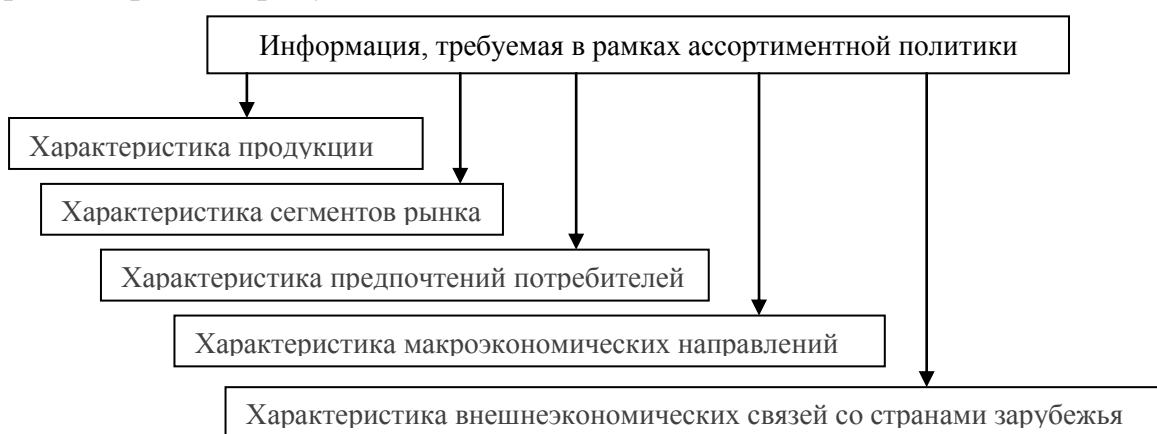 Информация, требуемая в рамках ассортиментной политики
Характеристика продукции
Характеристика сегментов рынка
Характеристика предпочтений потребителей
Характеристика макроэкономических направлений
Характеристика внешнеэкономических связей со странами зарубежья